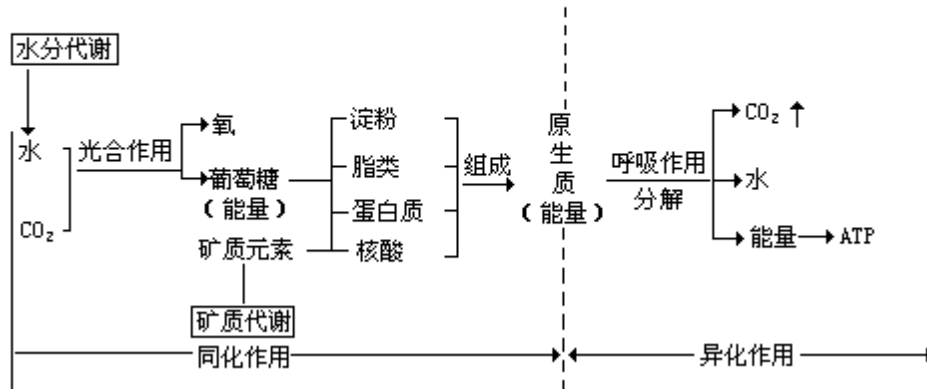 水分代谢
水
CO₂
光合作用
氧
葡萄糖
(能量)
矿质元素
矿质代谢
淀粉
脂类
蛋白质
核酸
组成
原生质
(能量)
呼吸作用
分解
CO₂↑
水
能量→ATP
同化作用
异化作用